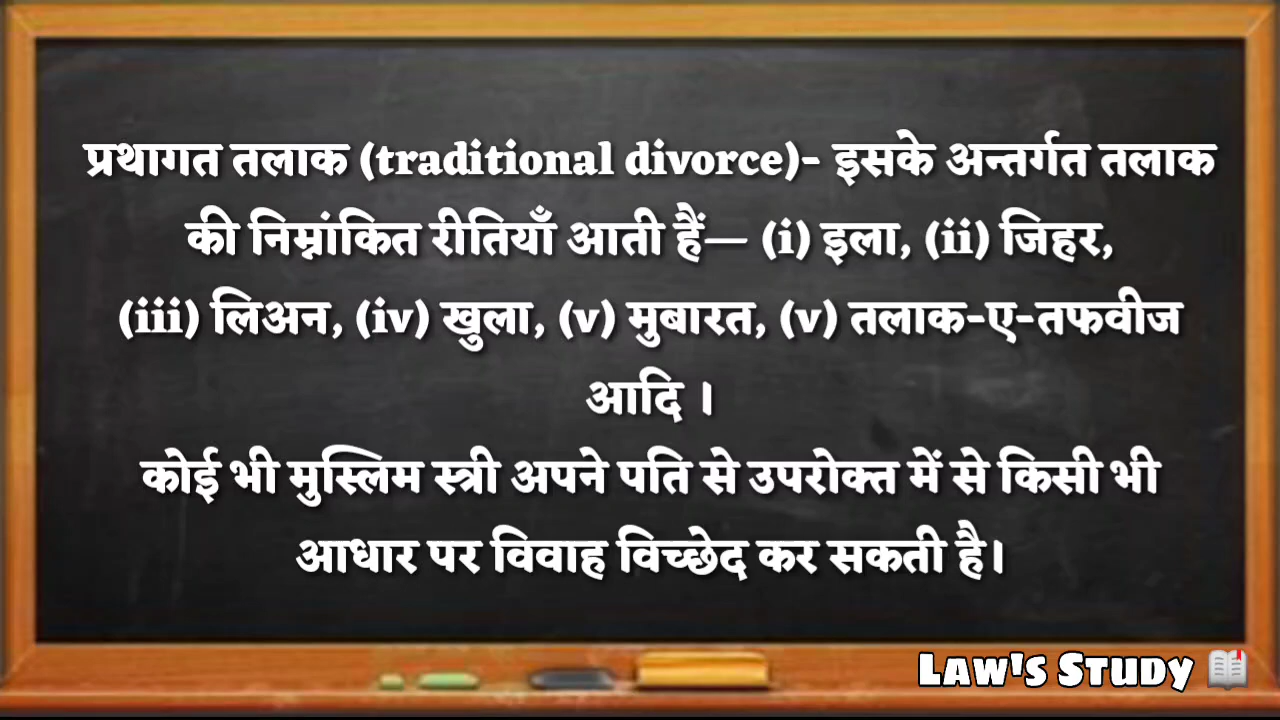 प्रथागत तलाक (traditional divorce)- इसके अन्तर्गत तलाक
की निम्नांकित रीतियाँ आती हैं— (i) इला, (ii) जिहर,
(iii) लिअन, (iv) खुला, (v) मुबारत, (v) तलाक-ए-तफवीज
आदि ।
कोई भी मुस्लिम स्त्री अपने पति से उपरोक्त में से किसी भी
आधार पर विवाह विच्छेद कर सकती है।
LAW'S STUDY